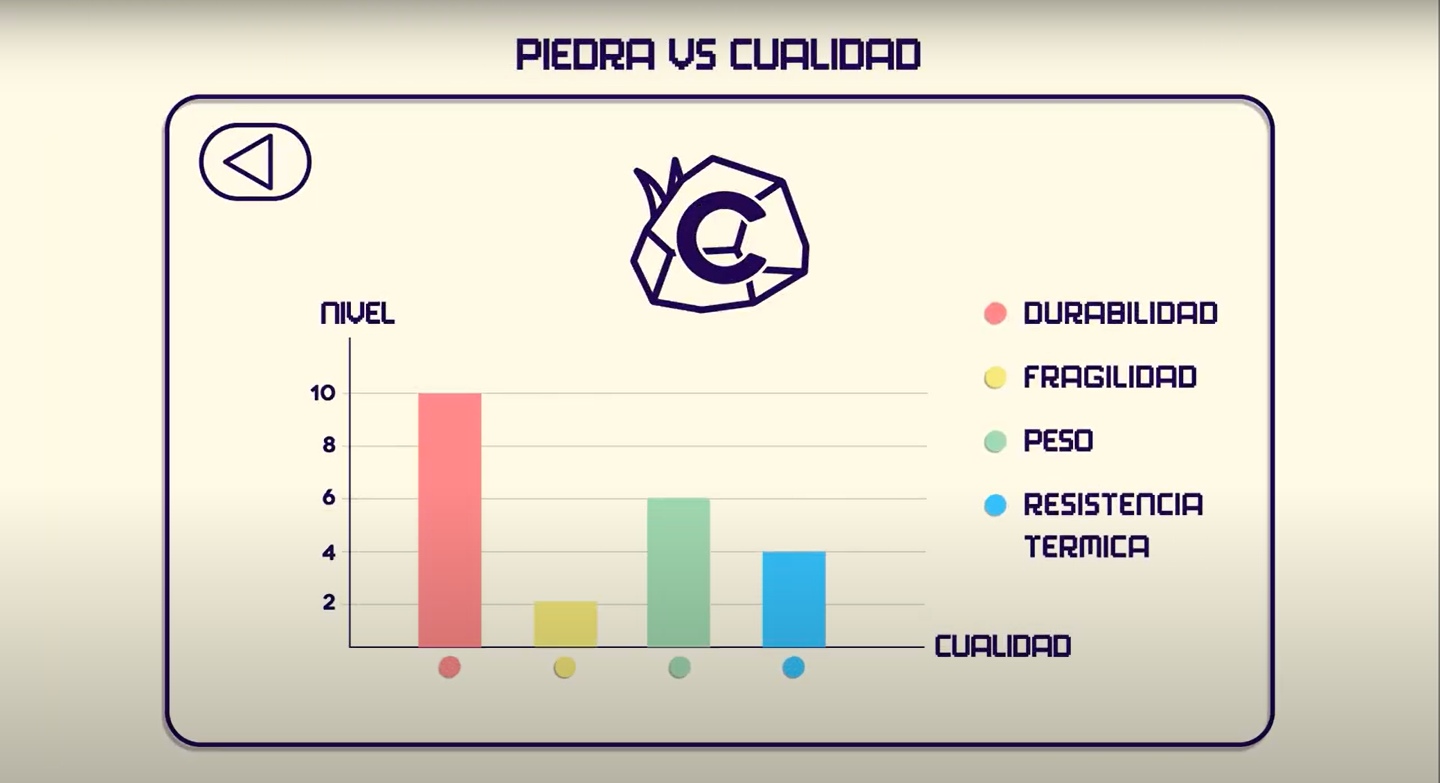 PIEDRA VS CUALIDAD
C
NIVEL
10
8
6
4
2
CUALIDAD
DURABILIDAD
FRAGILIDAD
PESO
RESISTENCIA
TERMICA